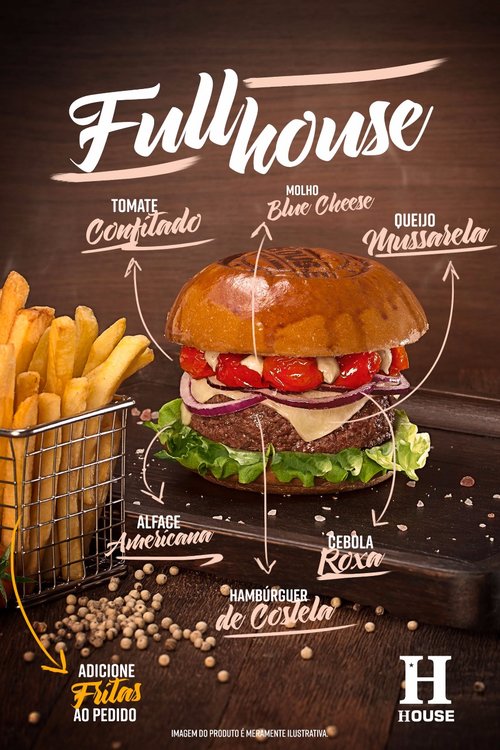 Full house
TOMATE
Confitado
MOLHO
Blue Cheese
QUEIJO
Mussarela
ALFACE
Americana
CEBOLA
Roxa
HAMBÚRGUER
de Costela
ADICIONE
Fritas
AO PEDIDO
H
HOUSE
IMAGEM DO PRODUTO É MERAMENTE ILUSTRATIVA.